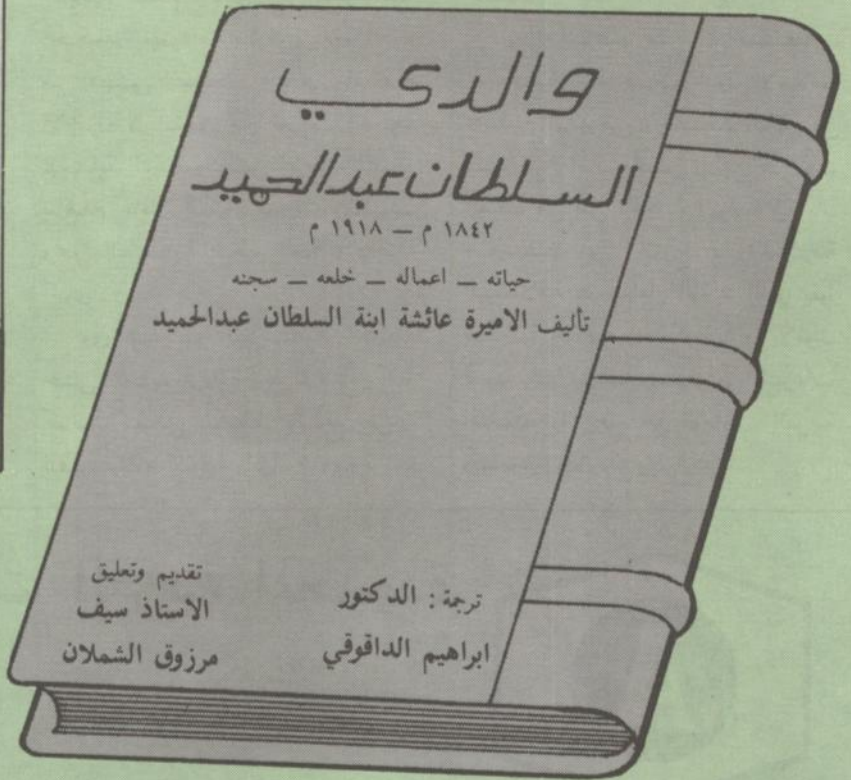 والدي
السلطان عبدالحميد
١٨٤٢ م — ١٩١٨ م
حياته — اعماله — خلعه — سجنه
تأليف الاميرة عائشة ابنة السلطان عبدالحميد
ترجمة : الدكتور
ابراهيم الداقوقي
تقديم وتعليق
الاستاذ سيف
مرزوق الشملان